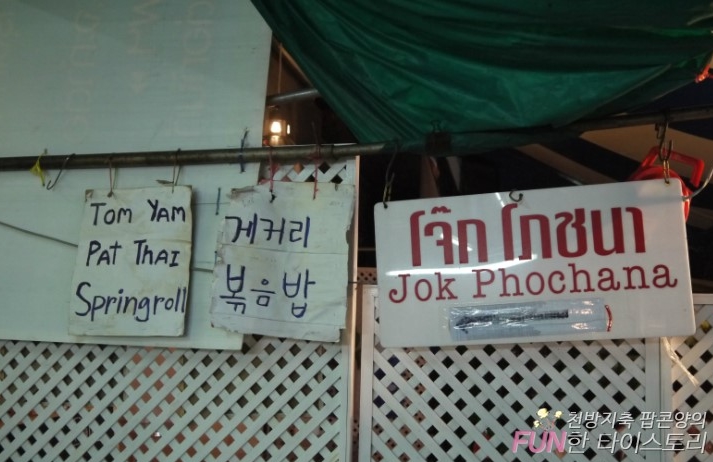 TOM YAM
PAT THAI
Springroll
게커리
볶음밥
โจ๊ก โภชนา
Jok Phochana
천방지축 팝콘양의
FUN한 타이스토리